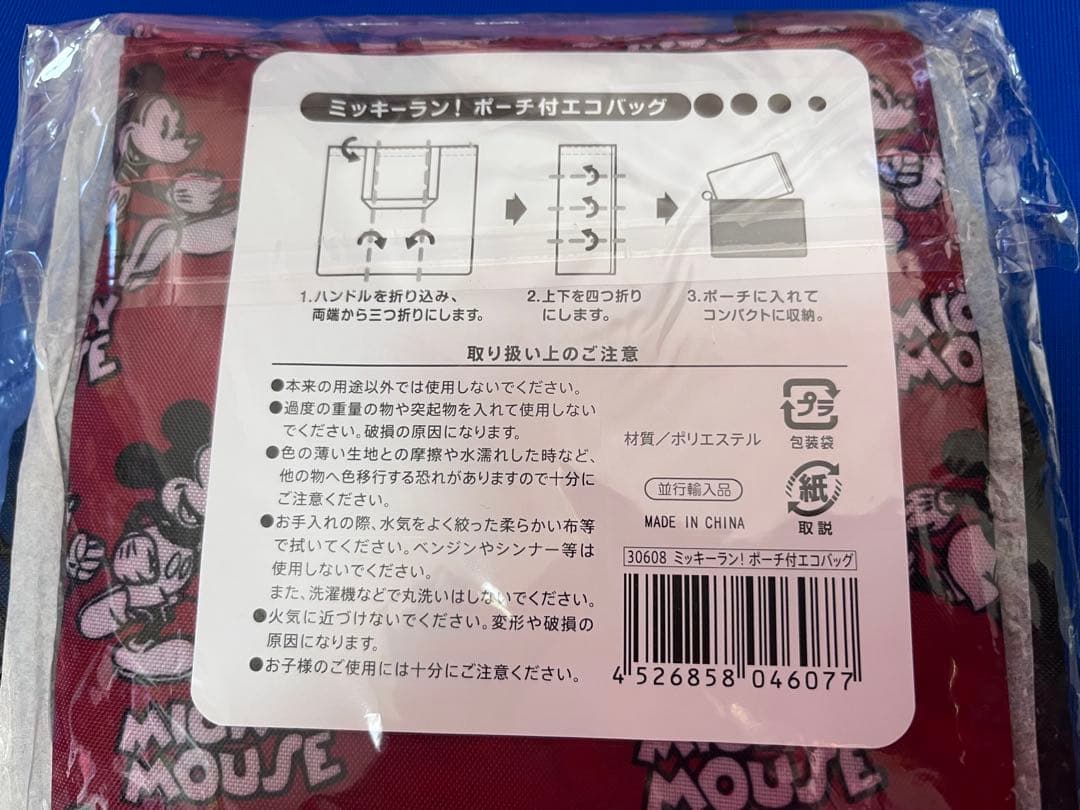 ミッキーラン! ポーチ付エコバッグ
1.ハンドルを折り込み、
両端から三つ折りにします。
2.上下を四つ折り
にします。
3.ポーチに入れて
コンパクトに収納。
取り扱い上のご注意
●本来の用途以外では使用しないでください。
●過度の重量の物や突起物を入れて使用しない
でください。破損の原因になります。
●色の薄い生地との摩擦や水濡れした時など、
他の物へ色移行する恐れがありますので十分に
ご注意ください。
●お手入れの際、水気をよく絞った柔らかい布等
で拭いてください。ベンジンやシンナー等は
使用しないでください。
また、洗濯機などで丸洗いはしないでください。
●火気に近づけないでください。変形や破損の
原因になります。
●お子様のご使用には十分にご注意ください。
プラ
包装袋
材質/ポリエステル
紙
取説
並行輸入品
MADE IN CHINA
30608 ミッキーラン! ポーチ付エコバッグ
4 526858 046077
MICK
MOUSE
MICK
MOUSE
MICK
MOUSE